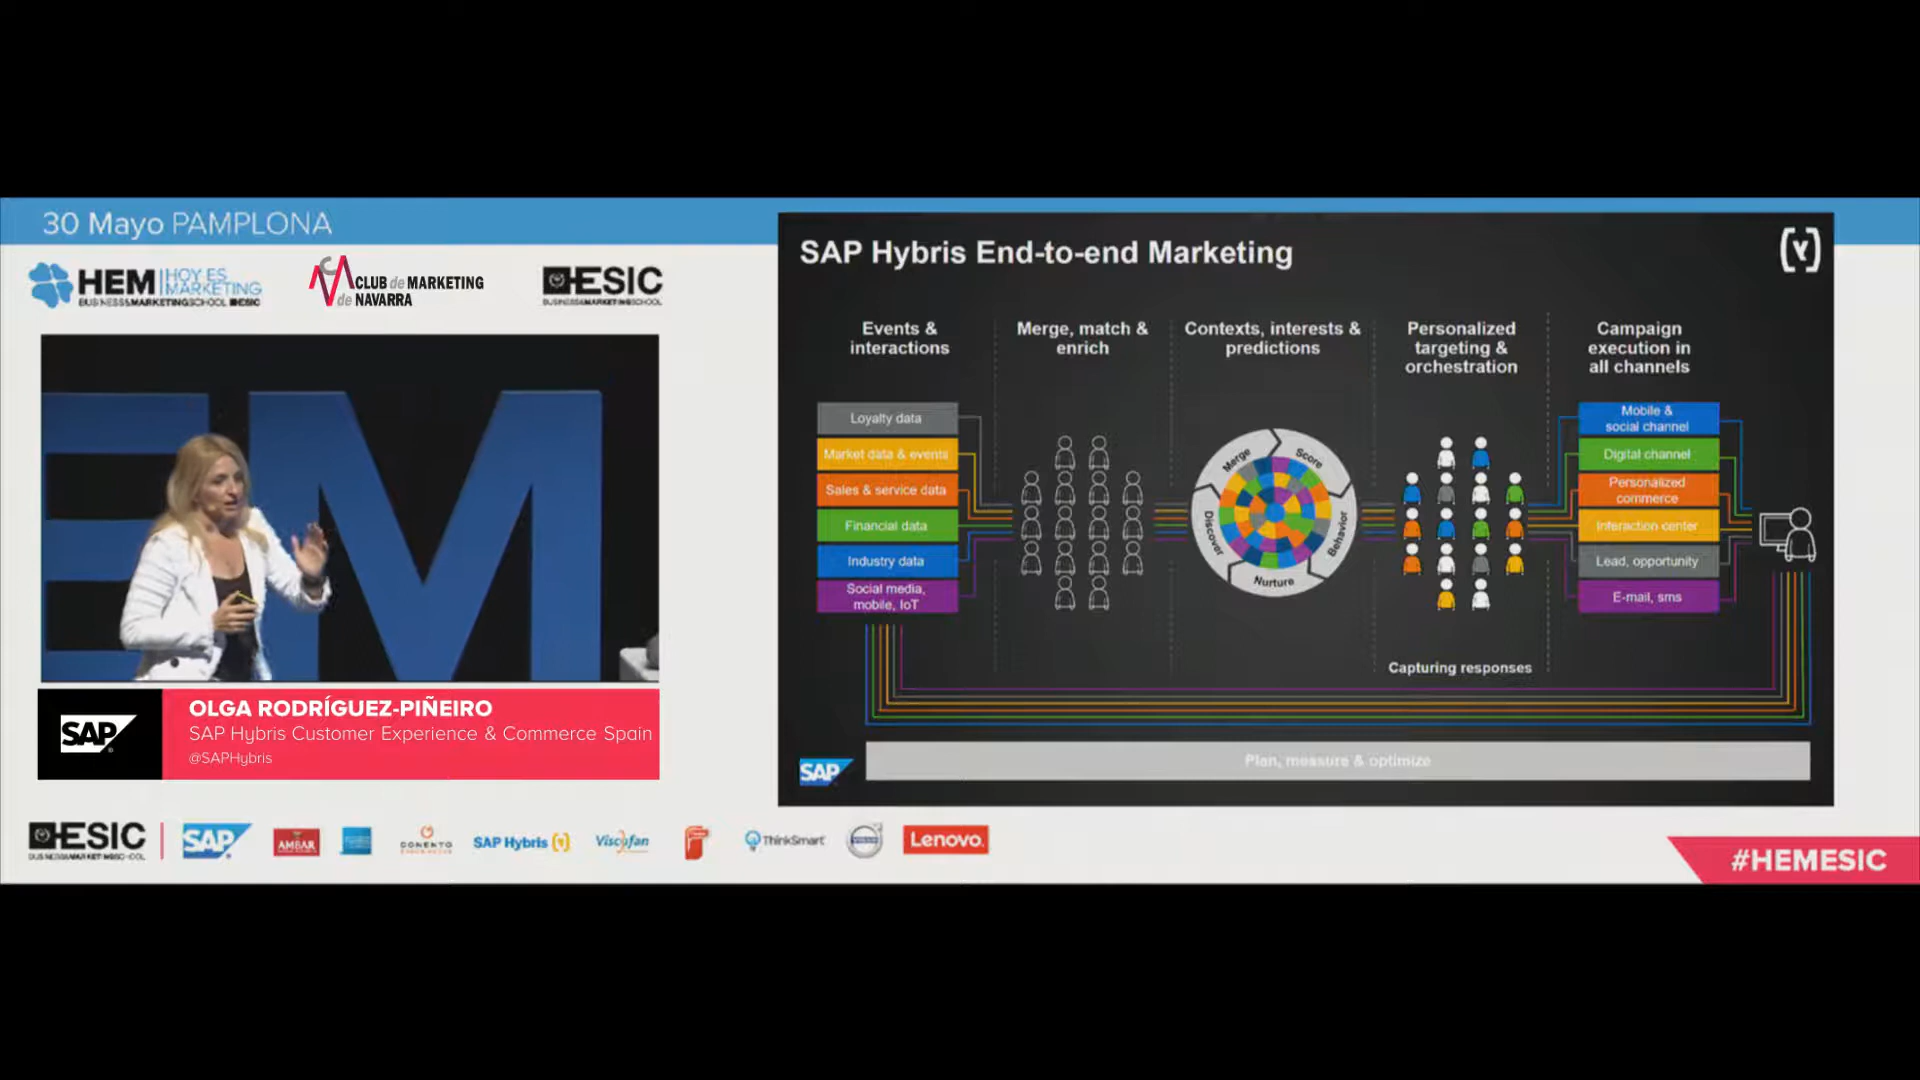 30 Mayo PAMPLONA
HEM HOY ES MARKETING
BUSINESS&MARKETINGSCHOOL ESIC
CLUB de MARKETING
de NAVARRA
ESIC
BUSINESS&MARKETINGSCHOOL
EM
SAP
OLGA RODRÍGUEZ-PIÑEIRO
SAP Hybris Customer Experience & Commerce Spain
@SAPHybris
SAP Hybris End-to-end Marketing
Events &
interactions
Merge, match &
enrich
Contexts, interests &
predictions
Personalized
targeting &
orchestration
Campaign
execution in
all channels
Loyalty data
Market data & events
Sales & service data
Financial data
Industry data
Social media,
mobile, IoT
Merge
Score
Behavior
Nurture
Discover
Mobile &
social channel
Digital channel
Personalized
commerce
Interaction center
Lead, opportunity
E-mail, sms
Capturing responses
Plan, measure & optimize
SAP
ESIC
BUSINESS&MARKETINGSCHOOL
SAP
AMBAR
CONENTO
SAP Hybris
Viscofan
ThinkSmart
Lenovo
#HEMESIC